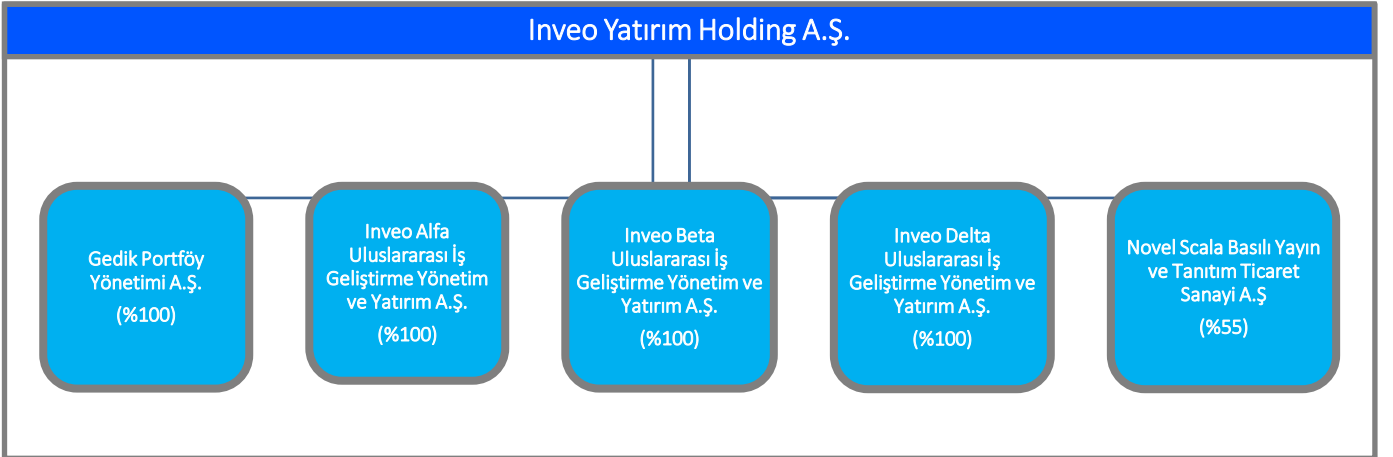 Inveo Yatırım Holding A.Ş.
Gedik Portföy
Yönetimi A.Ş.
(%100)
Inveo Alfa
Uluslararası İş
Geliştirme Yönetim
ve Yatırım A.Ş.
(%100)
Inveo Beta
Uluslararası İş
Geliştirme Yönetim ve
Yatırım A.Ş.
(%100)
Inveo Delta
Uluslararası İş
Geliştirme Yönetim ve
Yatırım A.Ş.
(%100)
Novel Scala Basılı Yayın
ve Tanıtım Ticaret
Sanayi A.Ş
(%55)